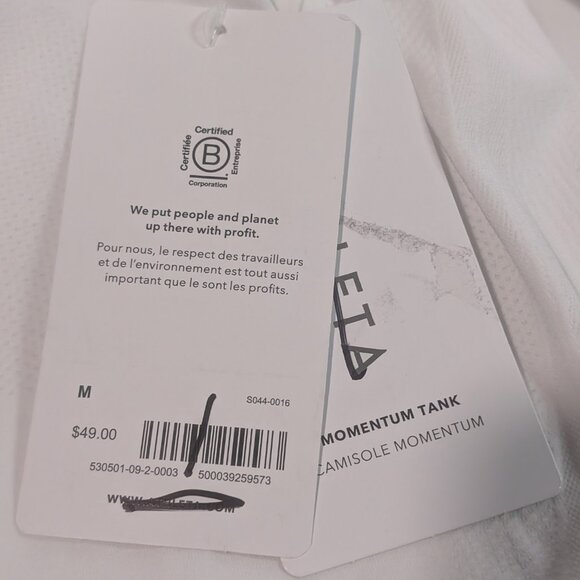 Certified
Certifiée
B
Entreprise
Corporation
We put people and planet
up there with profit.
Pour nous, le respect des travailleurs
et de l'environnement est tout aussi
important que le sont les profits.
M
S044-0016
$49.00
530501-09-2-0003 500039259573
LETA
MOMENTUM TANK
CAMISOLE MOMENTUM